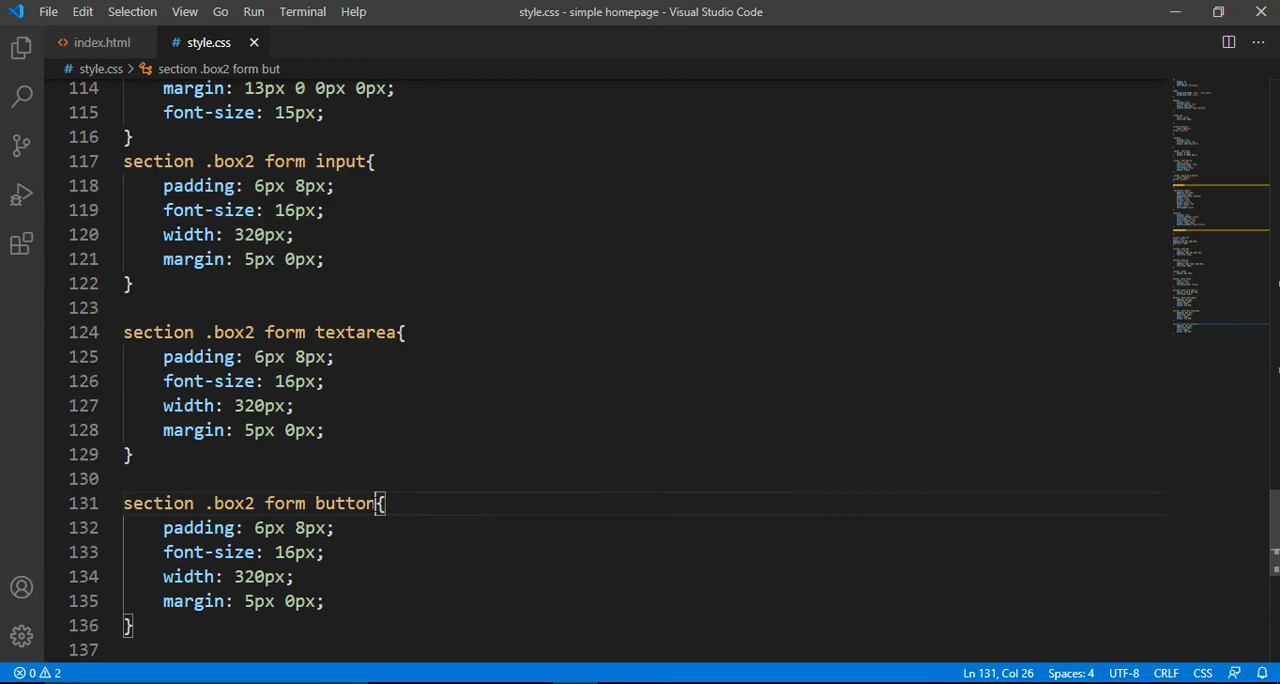 File Edit Selection View Go Run Terminal Help style.css - simple homepage - Visual Studio Code
index.html # style.css
# style.css > section .box2 form but
114 margin: 13px 0 0px 0px;
115 font-size: 15px;
116 }
117 section .box2 form input{
118 padding: 6px 8px;
119 font-size: 16px;
120 width: 320px;
121 margin: 5px 0px;
122 }
123
124 section .box2 form textarea{
125 padding: 6px 8px;
126 font-size: 16px;
127 width: 320px;
128 margin: 5px 0px;
129 }
130
131 section .box2 form button{
132 padding: 6px 8px;
133 font-size: 16px;
134 width: 320px;
135 margin: 5px 0px;
136 }
137
0 2 Ln 131, Col 26 Spaces: 4 UTF-8 CRLF CSS